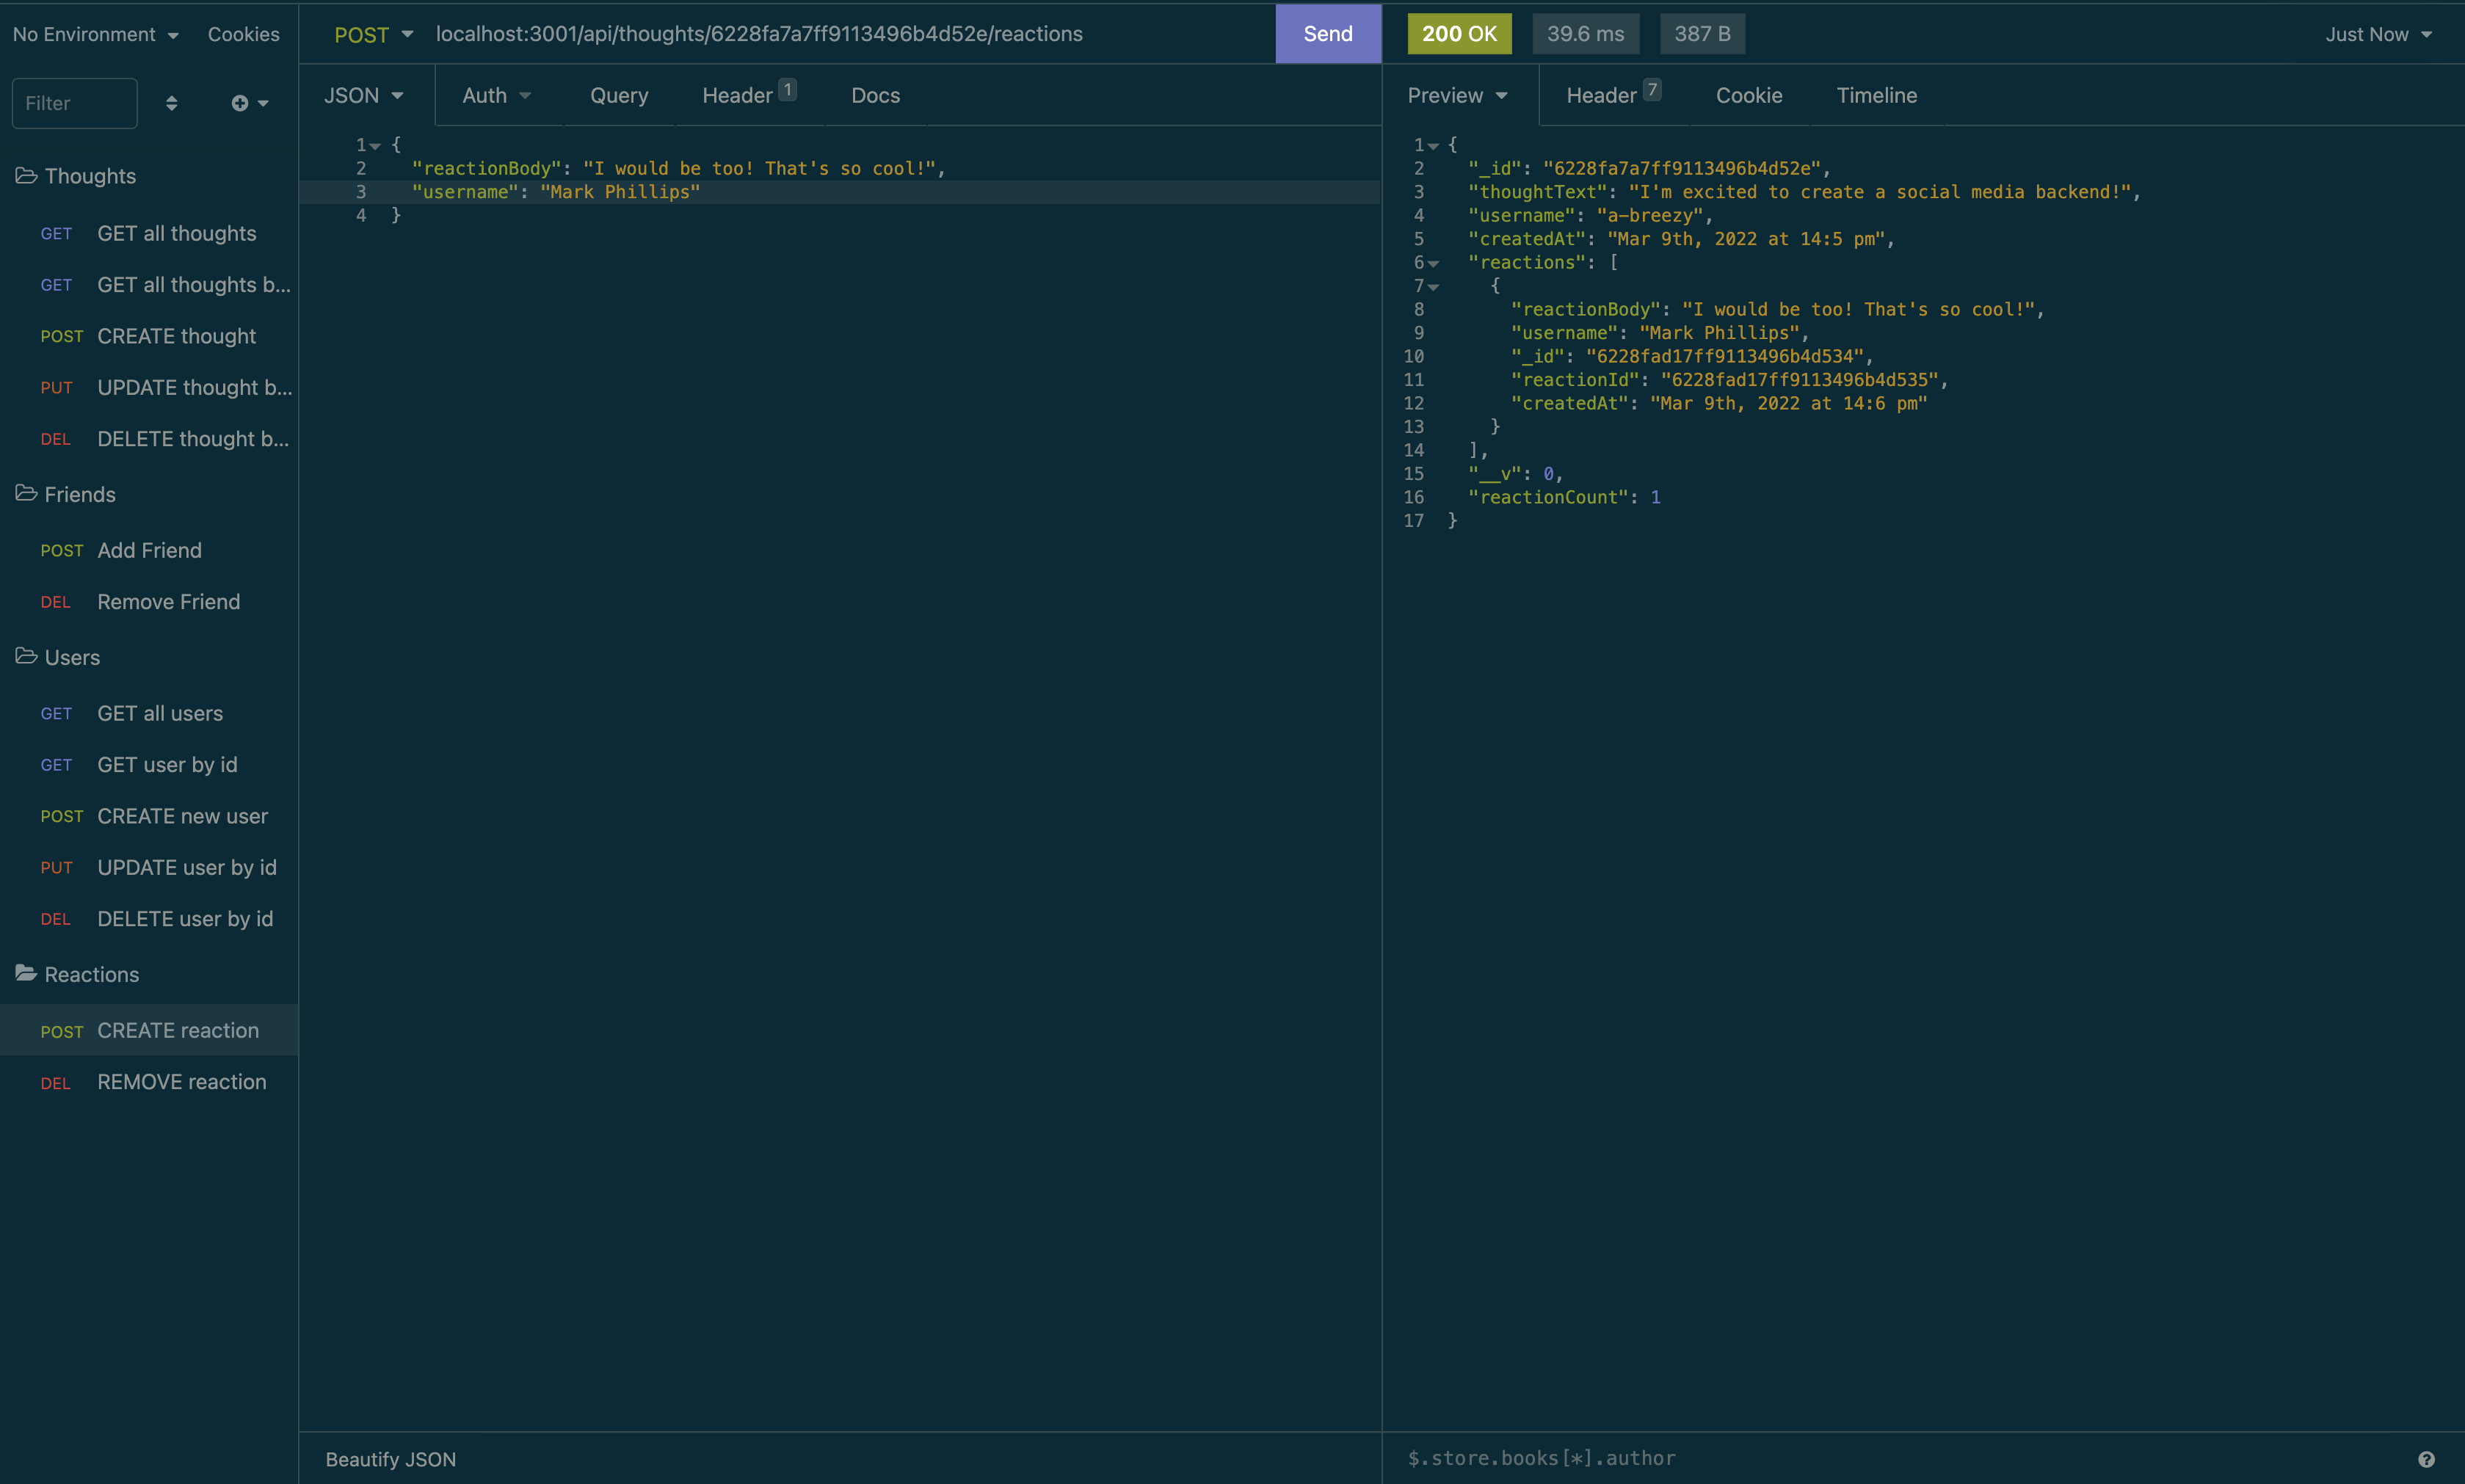 No Environment Cookies
Filter
Thoughts
GET GET all thoughts
GET GET all thoughts b...
POST CREATE thought
PUT UPDATE thought b...
DEL DELETE thought b...
Friends
POST Add Friend
DEL Remove Friend
Users
GET GET all users
GET GET user by id
POST CREATE new user
PUT UPDATE user by id
DEL DELETE user by id
Reactions
POST CREATE reaction
DEL REMOVE reaction
POST localhost:3001/api/thoughts/6228fa7a7ff9113496b4d52e/reactions Send
JSON Auth Query Header 1 Docs
1 {
2 "reactionBody": "I would be too! That's so cool!",
3 "username": "Mark Phillips"
4 }
Beautify JSON
200 OK 39.6 ms 387 B Just Now
Preview Header 7 Cookie Timeline
1 {
2 "_id": "6228fa7a7ff9113496b4d52e",
3 "thoughtText": "I'm excited to create a social media backend!",
4 "username": "a-breezy",
5 "createdAt": "Mar 9th, 2022 at 14:5 pm",
6 "reactions": [
7 {
8 "reactionBody": "I would be too! That's so cool!",
9 "username": "Mark Phillips",
10 "_id": "6228fad17ff9113496b4d534",
11 "reactionId": "6228fad17ff9113496b4d535",
12 "createdAt": "Mar 9th, 2022 at 14:6 pm"
13 }
14 ],
15 "__v": 0,
16 "reactionCount": 1
17 }
$.store.books[*].author